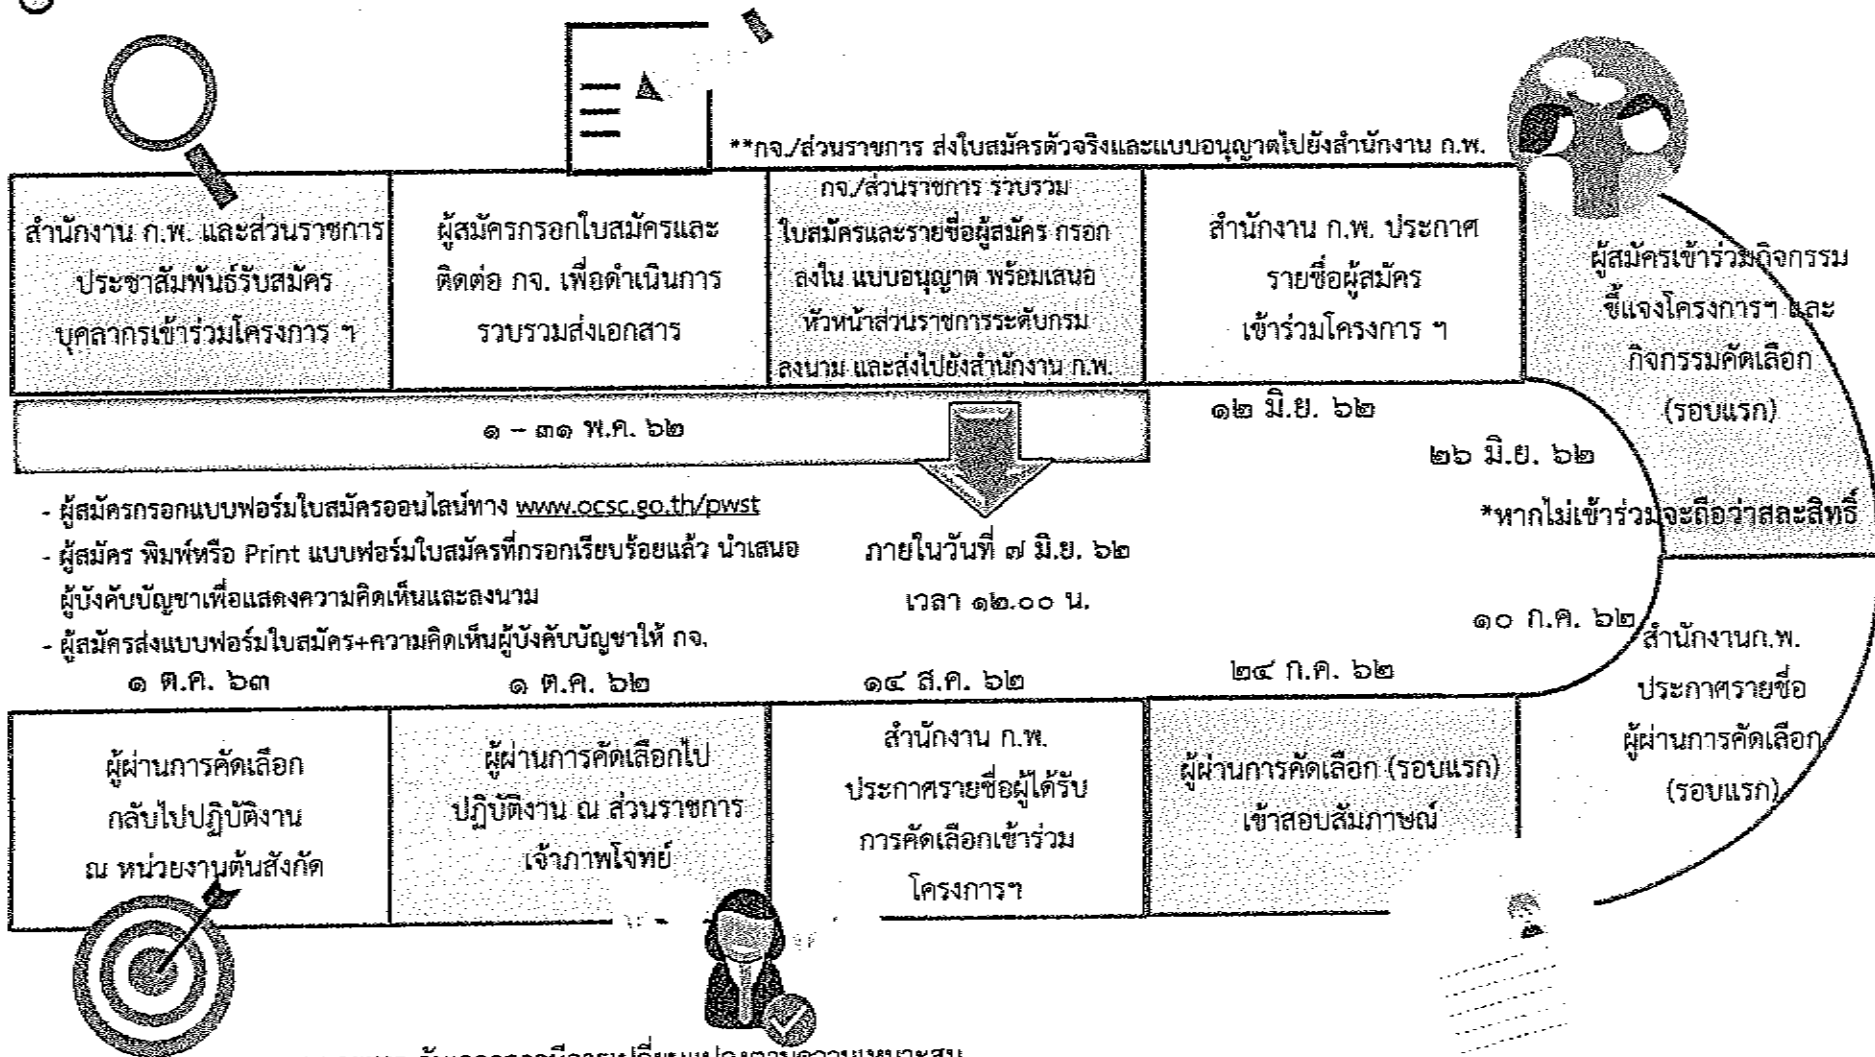 **กจ./ส่วนราชการ ส่งใบสมัครตัวจริงและแบบอนุญาตไปยังสำนักงาน ก.พ.
สำนักงาน ก.พ. และส่วนราชการ
ประชาสัมพันธ์รับสมัคร
บุคลากรเข้าร่วมโครงการ ฯ
ผู้สมัครกรอกใบสมัครและ
ติดต่อ กจ. เพื่อดำเนินการ
รวบรวมส่งเอกสาร
กจ./ส่วนราชการ รวบรวม
ใบสมัครและรายชื่อผู้สมัคร กรอก
ลงใน แบบอนุญาต พร้อมเสนอ
หัวหน้าส่วนราชการระดับกรม
ลงนาม และส่งไปยังสำนักงาน ก.พ.
สำนักงาน ก.พ. ประกาศ
รายชื่อผู้สมัคร
เข้าร่วมโครงการ ฯ
ผู้สมัครเข้าร่วมกิจกรรม
ชี้แจงโครงการฯ และ
กิจกรรมคัดเลือก
(รอบแรก)
๑ – ๓๑ พ.ค. ๖๒
๑๒ มิ.ย. ๖๒
๒๖ มิ.ย. ๖๒
*หากไม่เข้าร่วมจะถือว่าสละสิทธิ์
- ผู้สมัครกรอกแบบฟอร์มใบสมัครออนไลน์ทาง www.ocsc.go.th/pwst
- ผู้สมัคร พิมพ์หรือ Print แบบฟอร์มใบสมัครที่กรอกเรียบร้อยแล้ว นำเสนอ
ผู้บังคับบัญชาเพื่อแสดงความคิดเห็นและลงนาม
- ผู้สมัครส่งแบบฟอร์มใบสมัคร+ความคิดเห็นผู้บังคับบัญชาให้ กจ.
ภายในวันที่ ๗ มิ.ย. ๖๒
เวลา ๑๒.๐๐ น.
๑๐ ก.ค. ๖๒
สำนักงานก.พ.
ประกาศรายชื่อ
ผู้ผ่านการคัดเลือก
(รอบแรก)
๒๔ ก.ค. ๖๒
ผู้ผ่านการคัดเลือก (รอบแรก)
เข้าสอบสัมภาษณ์
๑๔ ส.ค. ๖๒
สำนักงาน ก.พ.
ประกาศรายชื่อผู้ได้รับ
การคัดเลือกเข้าร่วม
โครงการฯ
๑ ต.ค. ๖๒
ผู้ผ่านการคัดเลือกไป
ปฏิบัติงาน ณ ส่วนราชการ
เจ้าภาพโจทย์
๑ ต.ค. ๖๓
ผู้ผ่านการคัดเลือก
กลับไปปฏิบัติงาน
ณ หน่วยงานต้นสังกัด